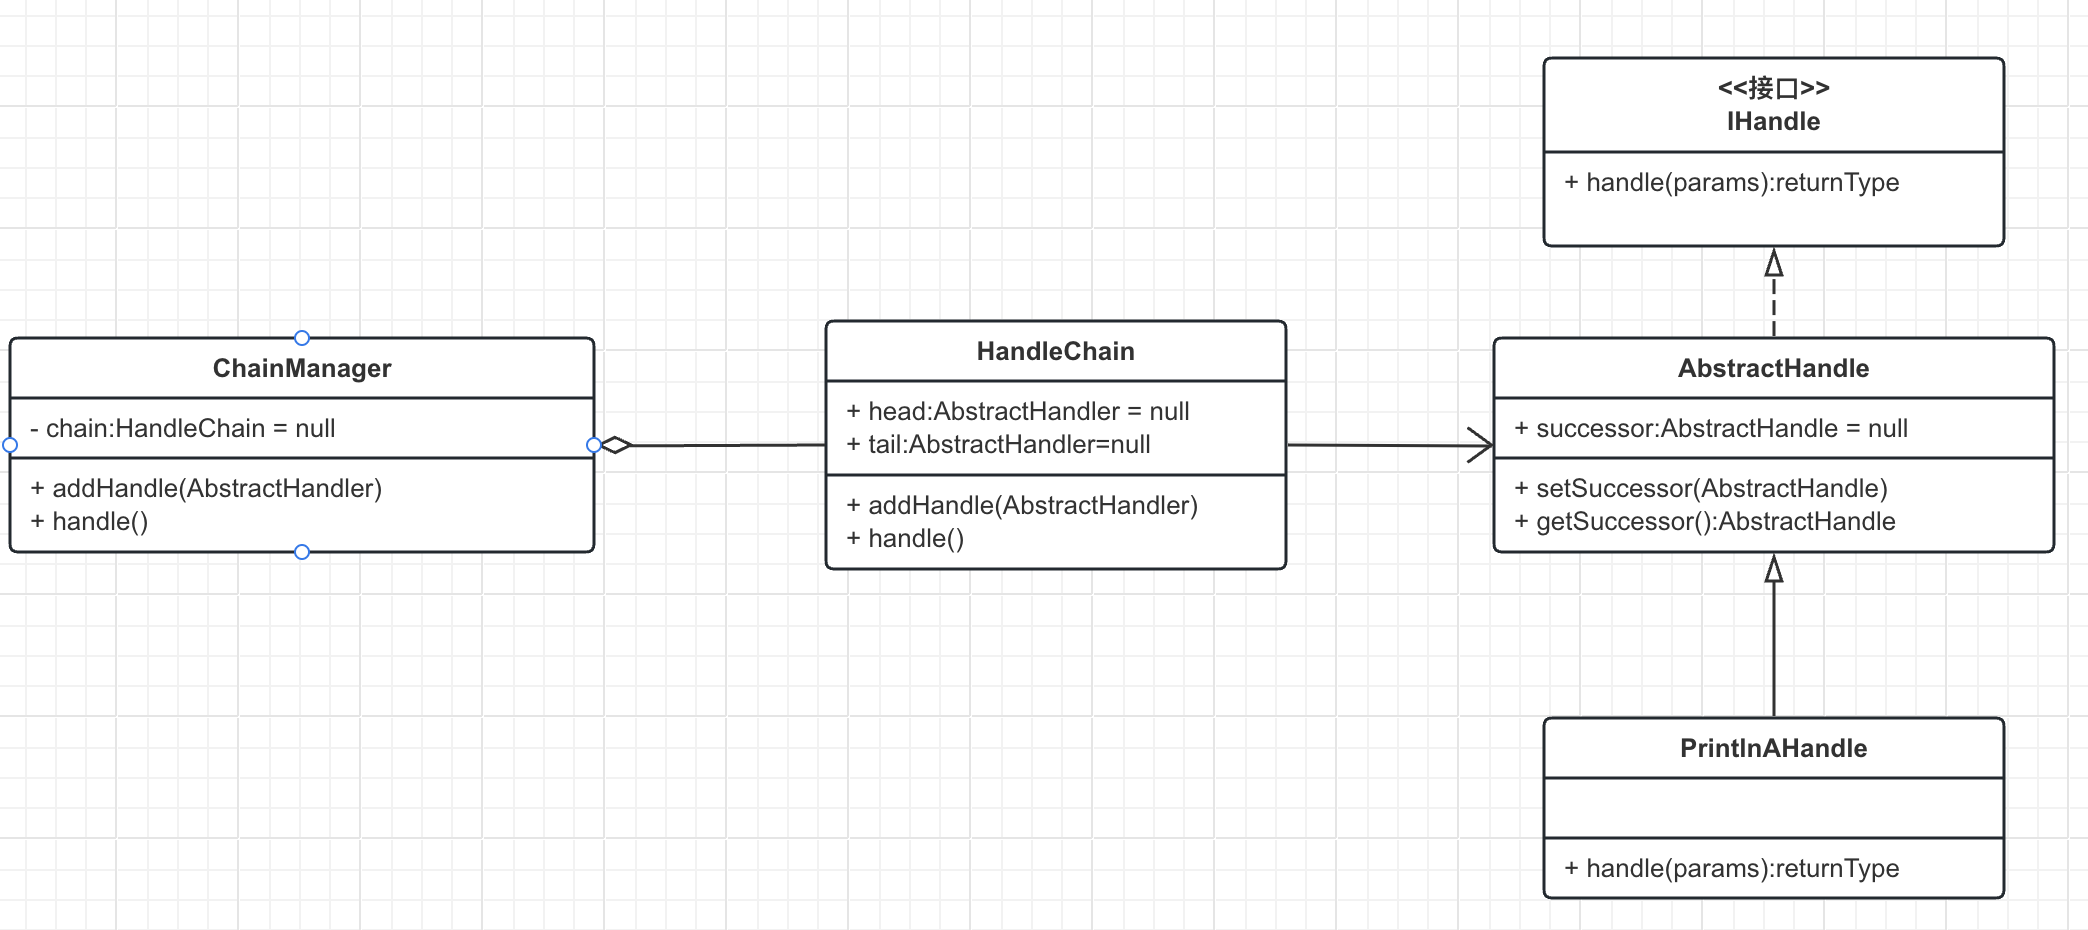 <<接口>>
IHandle
+ handle(params):returnType
ChainManager
- chain:HandleChain = null
+ addHandle(AbstractHandler)
+ handle()
HandleChain
+ head:AbstractHandler = null
+ tail:AbstractHandler=null
+ addHandle(AbstractHandler)
+ handle()
AbstractHandle
+ successor:AbstractHandle = null
+ setSuccessor(AbstractHandle)
+ getSuccessor():AbstractHandle
PrintlnAHandle
+ handle(params):returnType